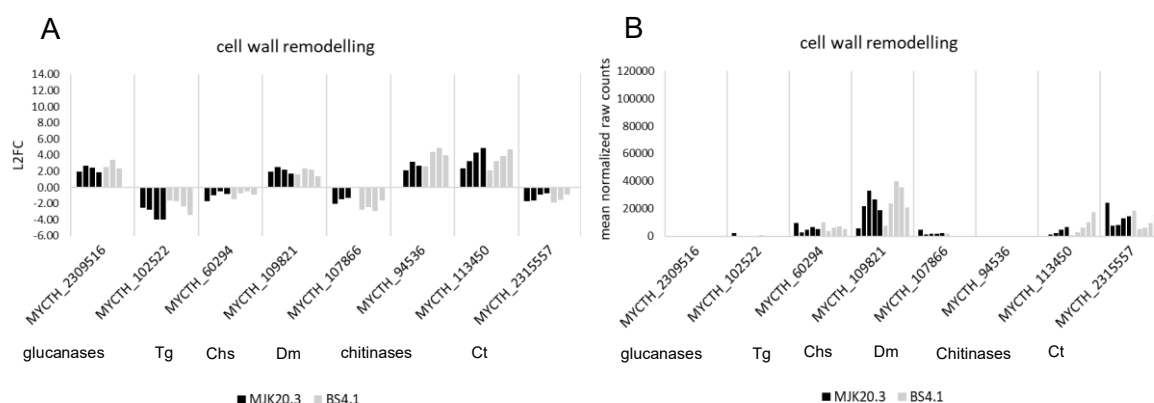 A
cell wall remodelling
L2FC
14.00
12.00
10.00
8.00
6.00
4.00
2.00
0.00
-2.00
-4.00
-6.00
MYCTH_2309516
MYCTH_102522
MYCTH_60294
MYCTH_109821
MYCTH_107866
MYCTH_94536
MYCTH_113450
MYCTH_2315557
glucanases Tg Chs Dm chitinases Ct
MJK20.3 BS4.1
B
cell wall remodelling
mean normalized raw counts
120000
100000
80000
60000
40000
20000
0
MYCTH_2309516
MYCTH_102522
MYCTH_60294
MYCTH_109821
MYCTH_107866
MYCTH_94536
MYCTH_113450
MYCTH_2315557
glucanases Tg Chs Dm Chitinases Ct
MJK20.3 BS4.1